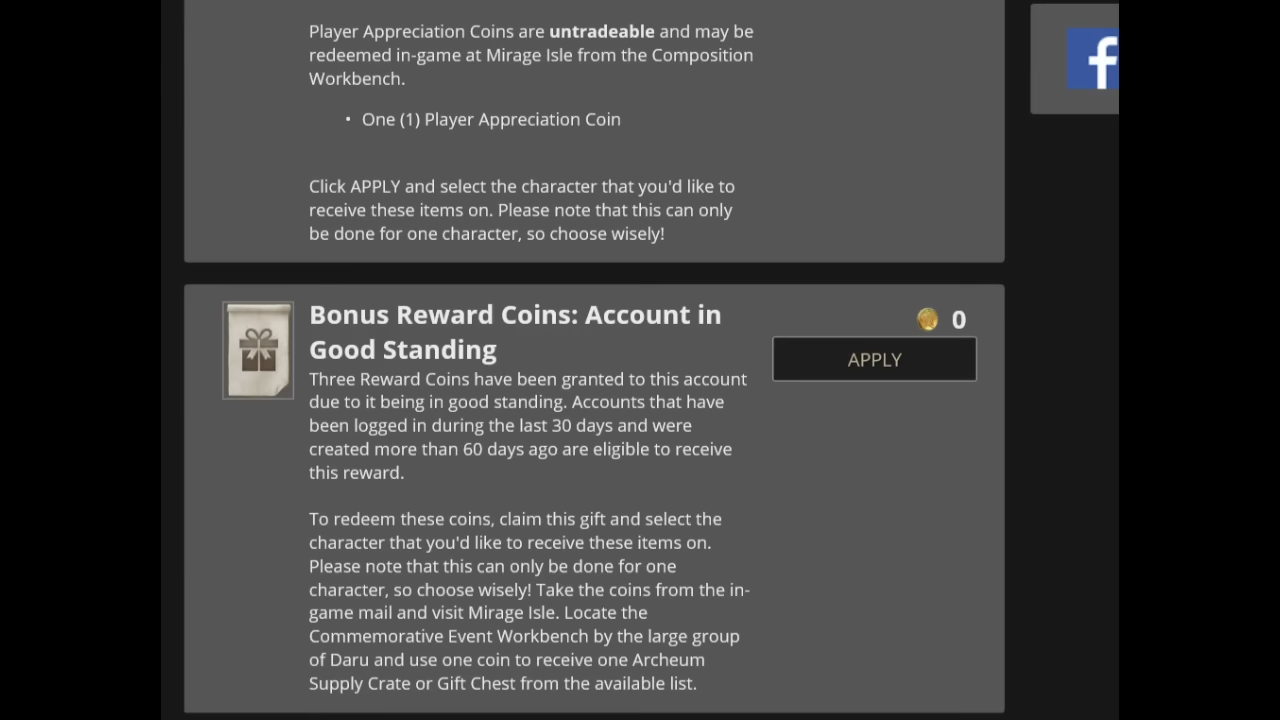 Player Appreciation Coins are untradeable and may be
redeemed in-game at Mirage Isle from the Composition
Workbench.
• One (1) Player Appreciation Coin
Click APPLY and select the character that you'd like to
receive these items on. Please note that this can only
be done for one character, so choose wisely!
Bonus Reward Coins: Account in
Good Standing
0
APPLY
Three Reward Coins have been granted to this account
due to it being in good standing. Accounts that have
been logged in during the last 30 days and were
created more than 60 days ago are eligible to receive
this reward.
To redeem these coins, claim this gift and select the
character that you'd like to receive these items on.
Please note that this can only be done for one
character, so choose wisely! Take the coins from the in-
game mail and visit Mirage Isle. Locate the
Commemorative Event Workbench by the large group
of Daru and use one coin to receive one Archeum
Supply Crate or Gift Chest from the available list.
f